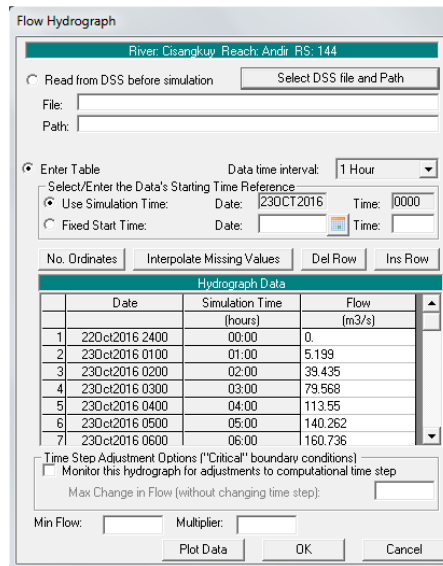 Flow Hydrograph
River: Cisangkuy Reach: Andir RS: 144
Read from DSS before simulation Select DSS file and Path
File:
Path:
Enter Table Data time interval: 1 Hour
Select/Enter the Data's Starting Time Reference
Use Simulation Time: Date: 23OCT2016 Time: 0000
Fixed Start Time: Date: Time:
No. Ordinates Interpolate Missing Values Del Row Ins Row
Hydrograph Data
Date Simulation Time Flow
(hours) (m3/s)
1 22Oct2016 2400 00:00 0.
2 23Oct2016 0100 01:00 5.199
3 23Oct2016 0200 02:00 39.435
4 23Oct2016 0300 03:00 79.568
5 23Oct2016 0400 04:00 113.55
6 23Oct2016 0500 05:00 140.262
7 23Oct2016 0600 06:00 160.736
Time Step Adjustment Options ("Critical" boundary conditions)
Monitor this hydrograph for adjustments to computational time step
Max Change in Flow (without changing time step):
Min Flow: Multiplier:
Plot Data OK Cancel